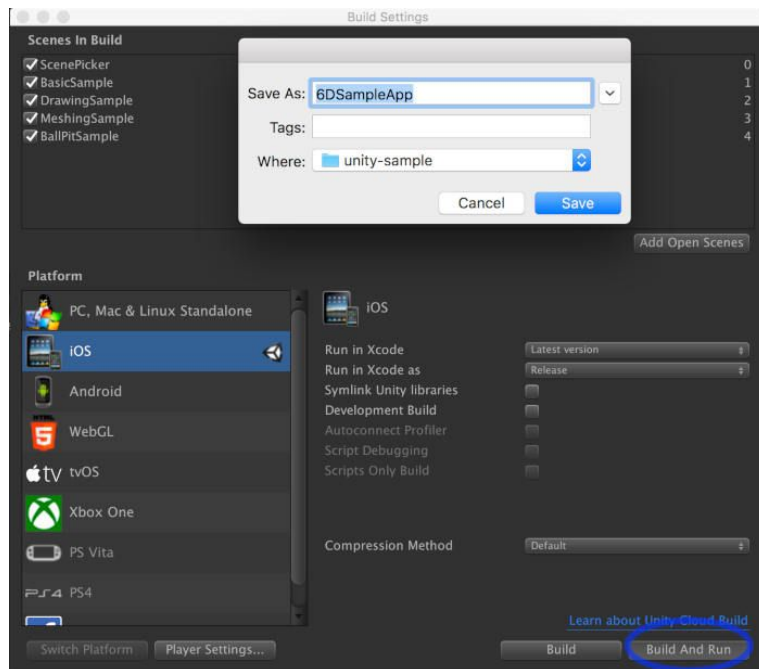 Build Settings
Scenes In Build
ScenePicker 0
BasicSample 1
DrawingSample 2
MeshingSample 3
BallPitSample 4
Save As: 6DSampleApp
Tags:
Where: unity-sample
Cancel Save
Add Open Scenes
Platform
PC, Mac & Linux Standalone
iOS
Android
HTML 5 WebGL
tv tvOS
Xbox One
PS Vita
PS4 PS4
iOS
Run in Xcode Latest version
Run in Xcode as Release
Symlink Unity libraries
Development Build
Autoconnect Profiler
Script Debugging
Scripts Only Build
Compression Method Default
Learn about Unity Cloud Build
Switch Platform Player Settings... Build Build And Run